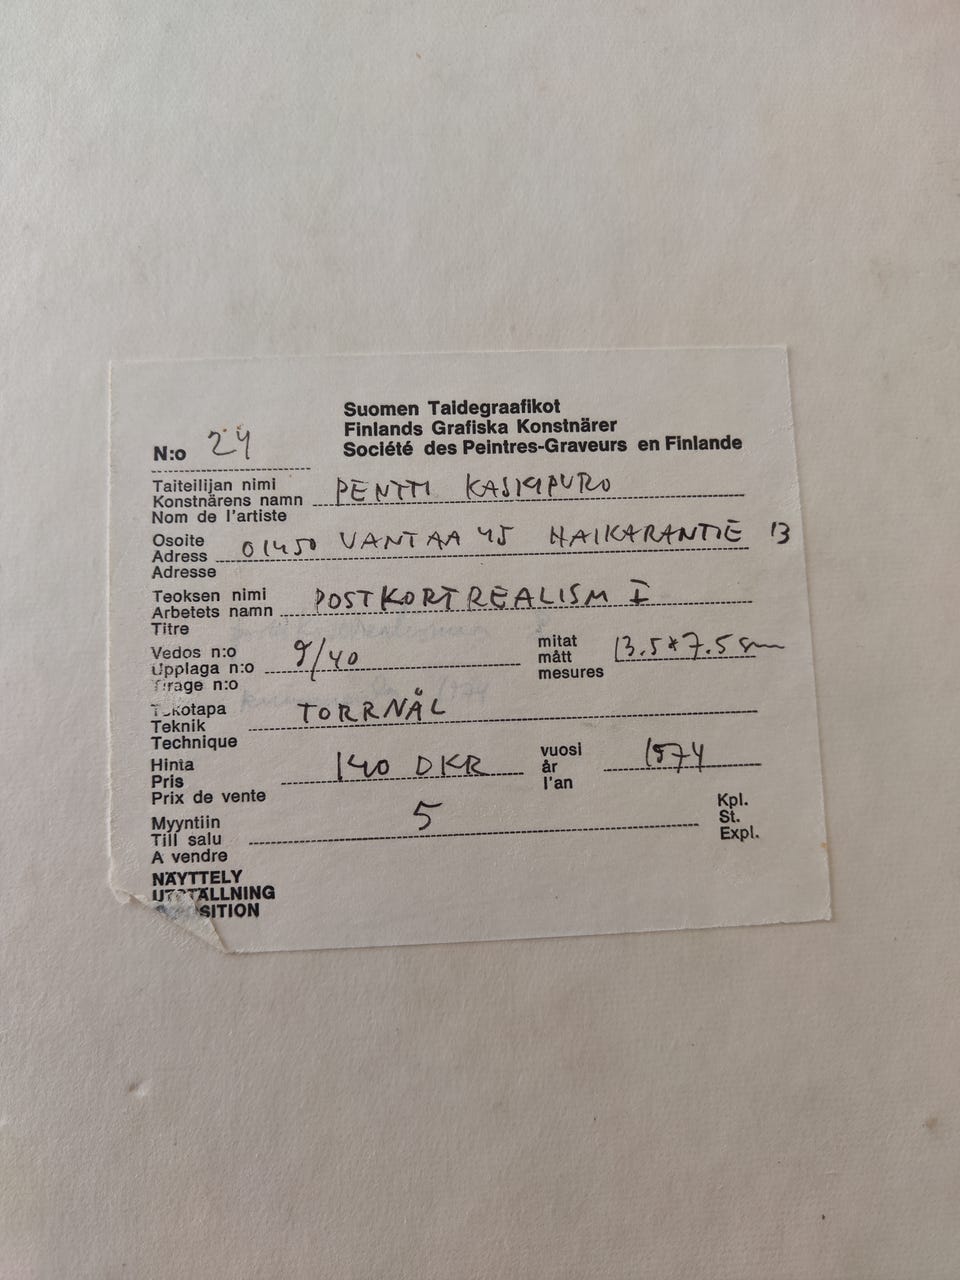 Suomen Taidegraafikot
Finlands Grafiska Konstnärer
Société des Peintres-Graveurs en Finlande
N:o 24
Taiteilijan nimi
Konstnärens namn PENTTI KASKIPURO
Nom de l'artiste
Osoite
Adress 01450 VANTAA 45 HAIKARANTIE 13
Adresse
Teoksen nimi
Arbetets namn POSTKORTREALISM I
Titre
Vedos n:o
Upplaga n:o 9/40
n:o
mitat
mått 13.5*7.5 cm
mesures
Teknik TORRNÅL
Technique
Hinta
Pris 140 DKR
Prix de vente
vuosi
år 1974
l'an
Myyntiin
Till salu 5
A vendre
Kpl.
St.
Expl.
NÄYTTELY
UTSTÄLLNING